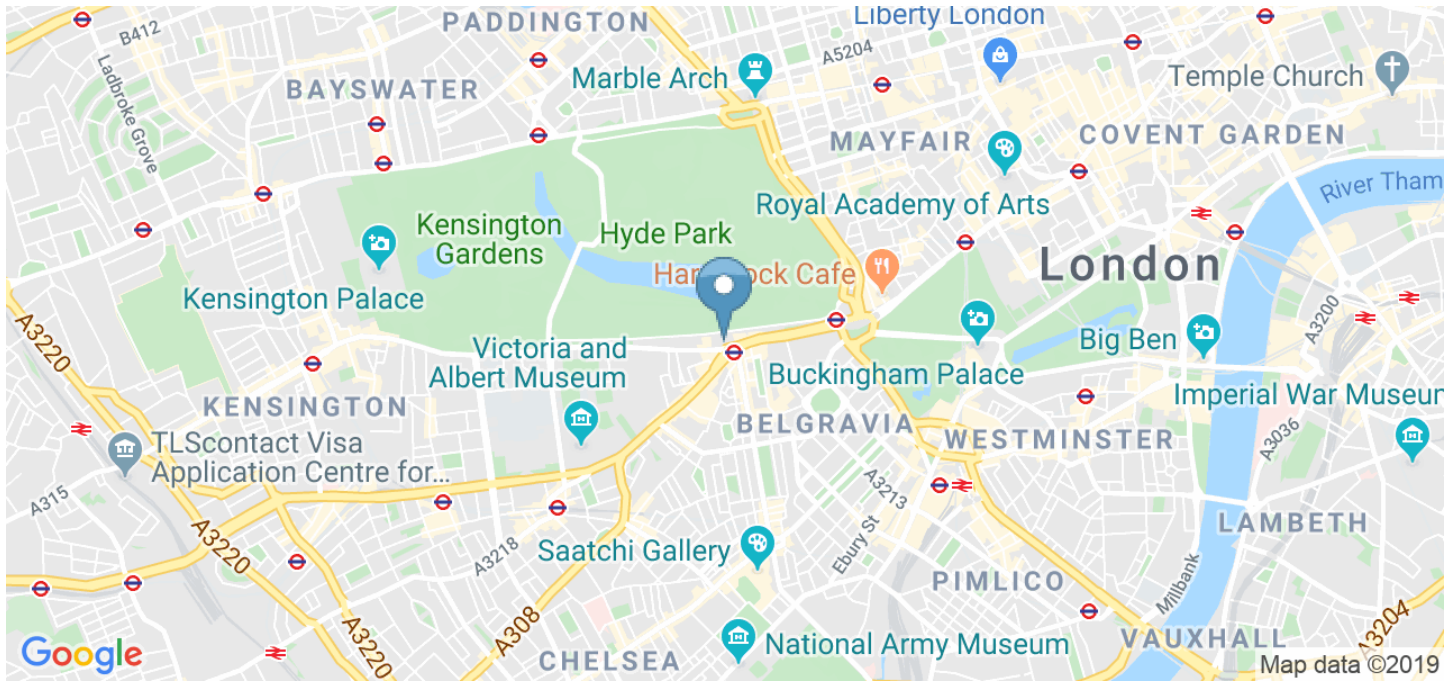 PADDINGTON
Liberty London
B412
A5204
Ladbroke Grove
Marble Arch
Temple Church
BAYSWATER
MAYFAIR
COVENT GARDEN
River Tham
Royal Academy of Arts
Kensington
Gardens
Hyde Park
London
Cafe
Kensington Palace
A3220
A3200
Victoria and
Albert Museum
Big Ben
Buckingham Palace
Imperial War Museum
KENSINGTON
BELGRAVIA
WESTMINSTER
A3036
TLScontact Visa
Application Centre for...
A315
A3213
A3220
LAMBETH
Saatchi Gallery
A3218
Ebury St
PIMLICO
Millbank
A308
A3220
National Army Museum
VAUXHALL
A3204
CHELSEA
Google
Map data ©2019